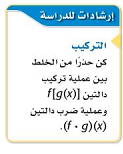 إرشادات للدراسة
التركيب
كن حذرًا من الخلط
بين عملية تركيب
دالتين f[g(x)]
وعملية ضرب دالتين
(f · g)(x).